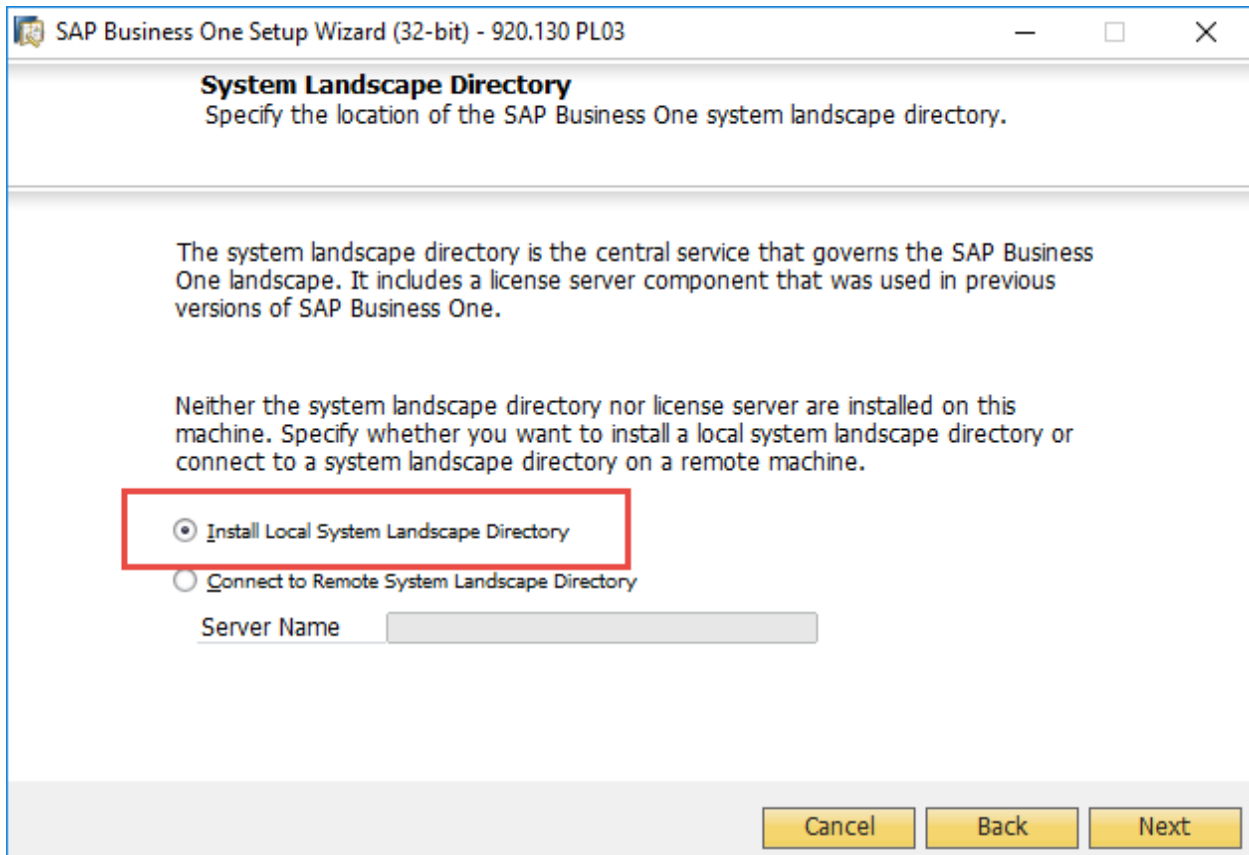 SAP Business One Setup Wizard (32-bit) - 920.130 PL03
System Landscape Directory
Specify the location of the SAP Business One system landscape directory.
The system landscape directory is the central service that governs the SAP Business
One landscape. It includes a license server component that was used in previous
versions of SAP Business One.
Neither the system landscape directory nor license server are installed on this
machine. Specify whether you want to install a local system landscape directory or
connect to a system landscape directory on a remote machine.
Install Local System Landscape Directory
Connect to Remote System Landscape Directory
Server Name
Cancel Back Next